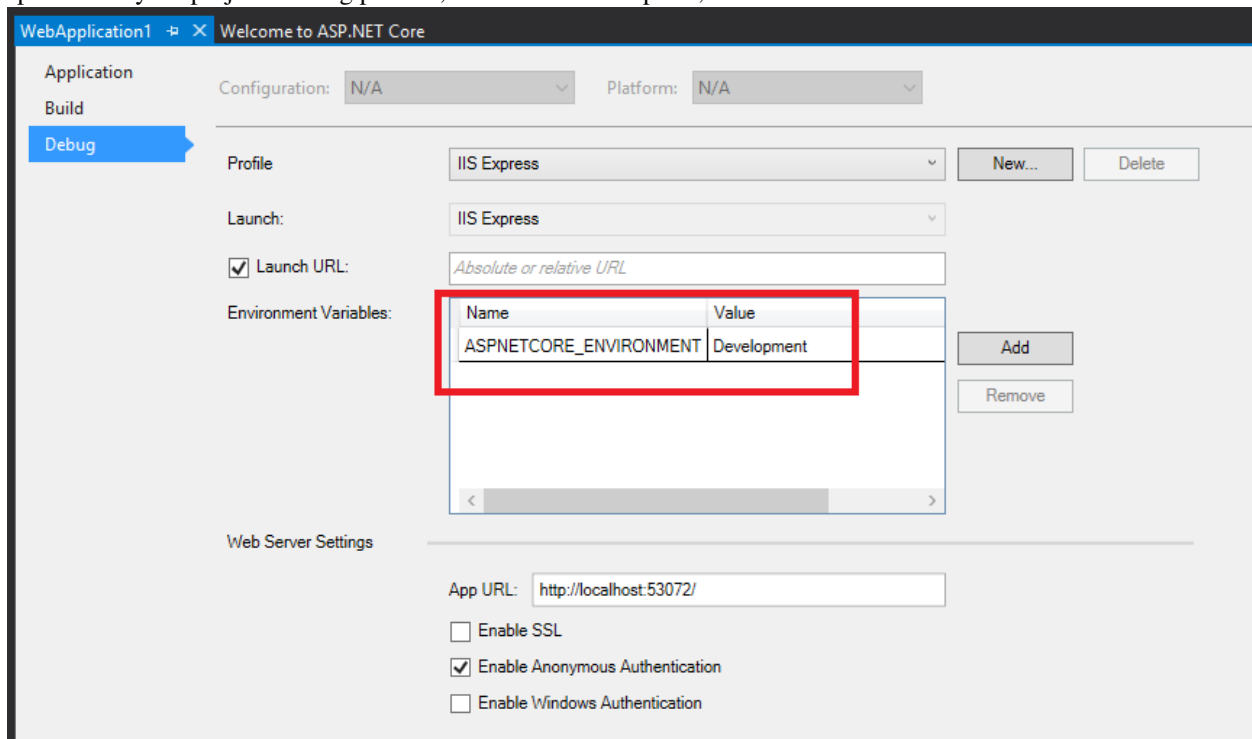 WebApplication1 Welcome to ASP.NET Core
Application
Build
Debug
Configuration: N/A Platform: N/A
Profile IIS Express New... Delete
Launch: IIS Express
Launch URL: Absolute or relative URL
Environment Variables: Name Value
ASPNETCORE_ENVIRONMENT Development Add
Remove
Web Server Settings
App URL: http://localhost:53072/
Enable SSL
Enable Anonymous Authentication
Enable Windows Authentication